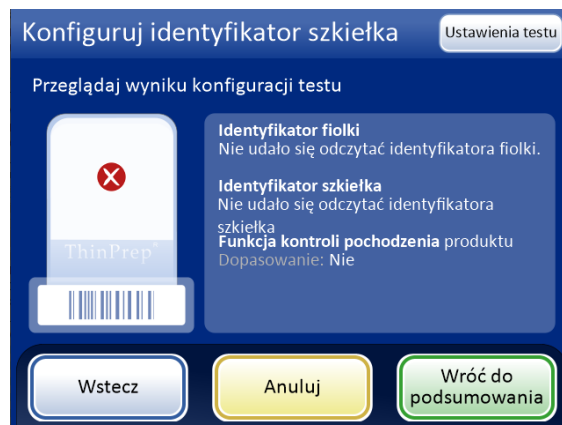 Konfiguruj identyfikator szkiełka
Ustawienia testu
Przeglądaj wyniku konfiguracji testu
Identyfikator fiolki
Nie udało się odczytać identyfikatora fiolki.
Identyfikator szkiełka
Nie udało się odczytać identyfikatora
szkiełka
Funkcja kontroli pochodzenia produktu
Dopasowanie: Nie
ThinPrep®
Wstecz
Anuluj
Wróć do
podsumowania